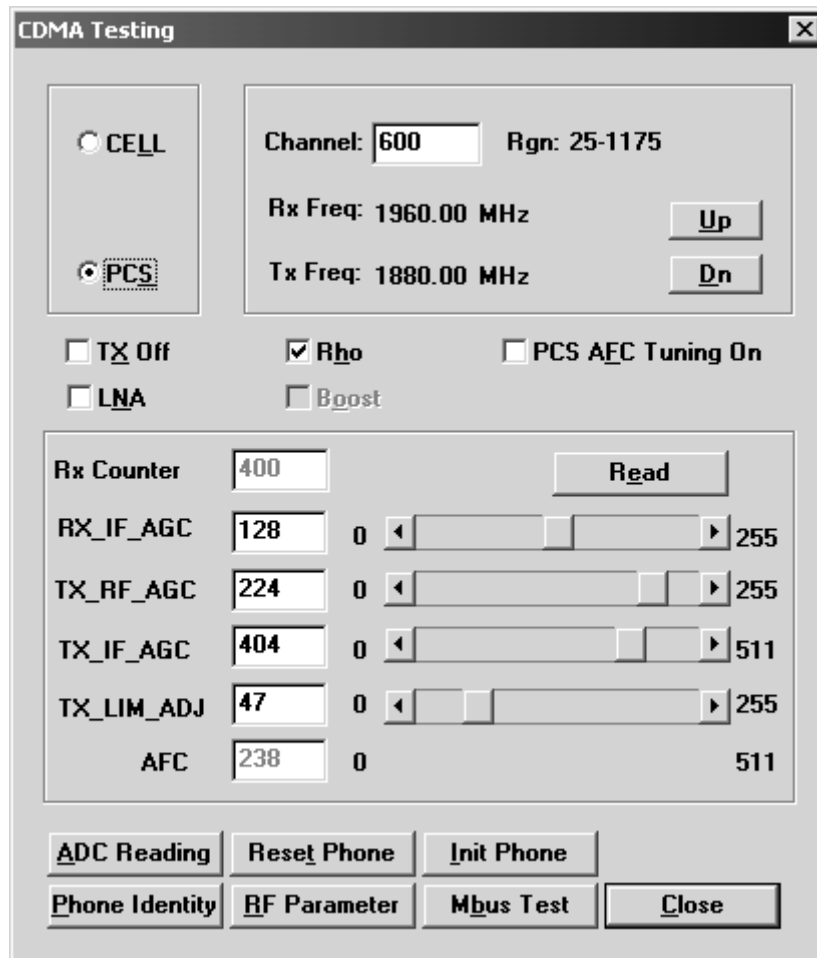 CDMA Testing
CELL
PCS
Channel: 600 Rgn: 25-1175
Rx Freq: 1960.00 MHz
Up
Tx Freq: 1880.00 MHz
Dn
TX Off
Rho
PCS AFC Tuning On
LNA
Boost
Rx Counter 400 Read
RX_IF_AGC 128 0 255
TX_RF_AGC 224 0 255
TX_IF_AGC 404 0 511
TX_LIM_ADJ 47 0 255
AFC 238 0 511
ADC Reading Reset Phone Init Phone
Phone Identity RF Parameter Mbus Test Close